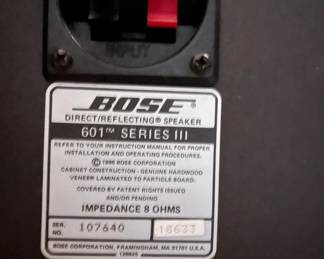 INPUT
BOSE
DIRECT/REFLECTING® SPEAKER
601™ SERIES III
REFER TO YOUR INSTRUCTION MANUAL FOR PROPER
INSTALLATION AND OPERATING PROCEDURES.
BOSE CORPORATION
CABINET CONSTRUCTION - GENUINE HARDWOOD
VENEER LAMINATED TO PARTICLE BOARD.
COVERED BY PATENT RIGHTS ISSUED
AND/OR PENDING
IMPEDANCE 8 OHMS
SER. NO. 107640 18633
BOSE CORPORATION, FRAMINGHAM, MA 01701 U.S.A.